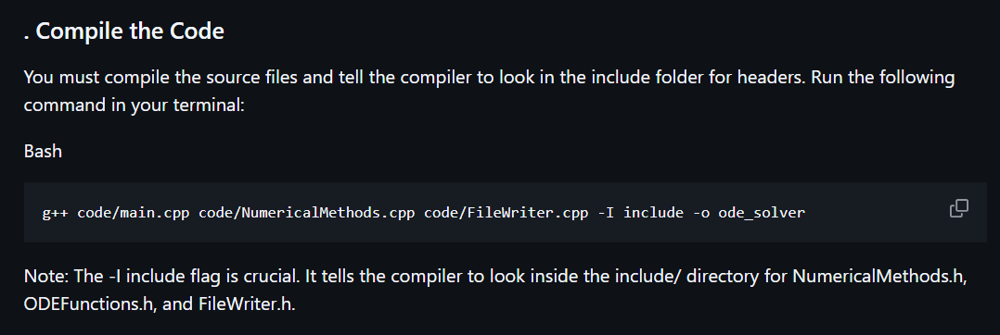 . Compile the Code
You must compile the source files and tell the compiler to look in the include folder for headers. Run the following
command in your terminal:
Bash
g++ code/main.cpp code/NumericalMethods.cpp code/FileWriter.cpp -I include -o ode_solver
Note: The -I include flag is crucial. It tells the compiler to look inside the include/ directory for NumericalMethods.h,
ODEFunctions.h, and FileWriter.h.